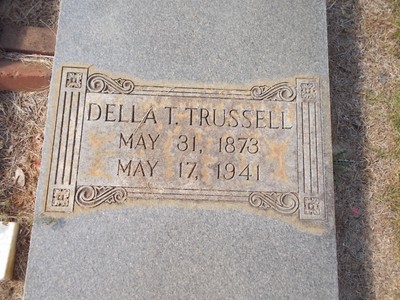 DELLA T. TRUSSELL
MAY 31, 1873
MAY 17, 1941